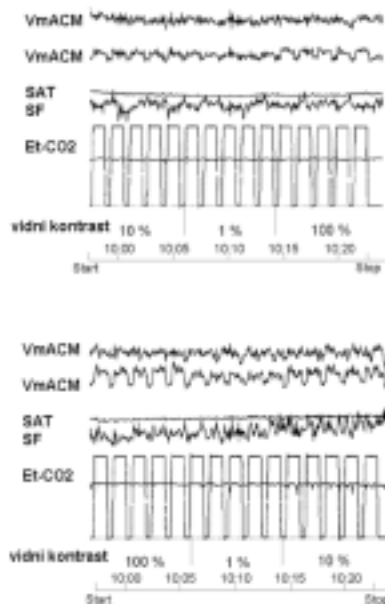 VmACM
VmACM
SAT
SF
Et-CO2
vidni kontrast 10 % 1 % 100 %
10;00 10;05 10;10 10;15 10;20
Start Stop
VmACM
VmACM
SAT
SF
Et-CO2
vidni kontrast 100 % 1 % 10 %
10;00 10;05 10;10 10;15 10;20
Start Stop